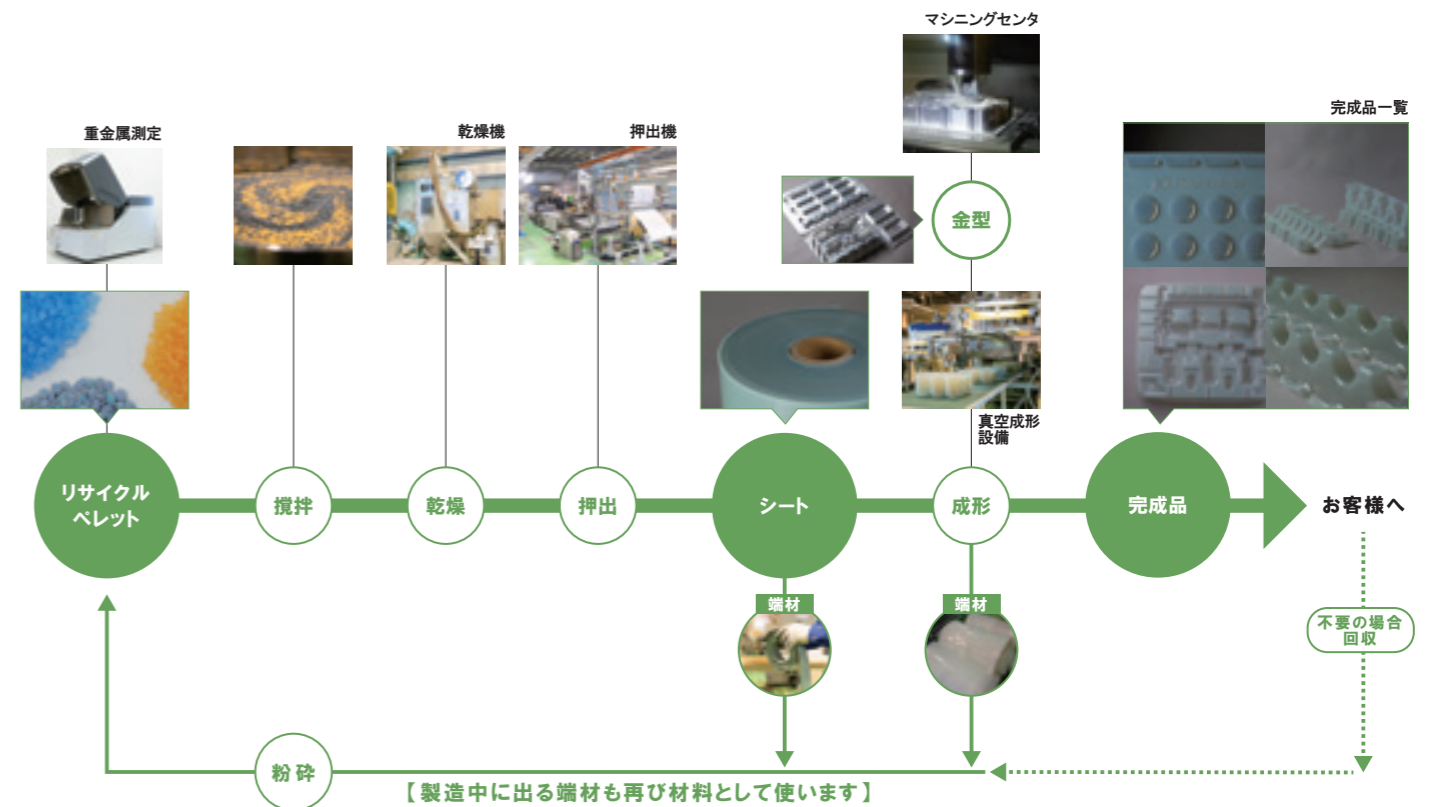 マシニングセンタ
完成品一覧
重金属測定
乾燥機
押出機
金型
真空成形
設備
リサイクル
ペレット
撹拌
乾燥
押出
シート
成形
完成品
お客様へ
端材
端材
不要の場合
回収
粉砕
【製造中に出る端材も再び材料として使います】